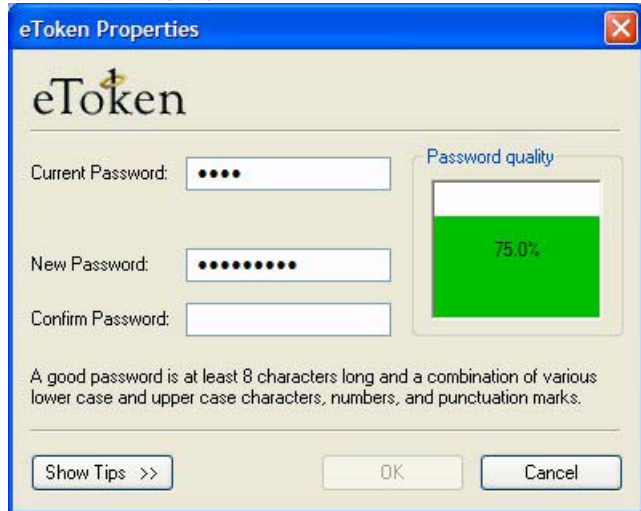 eToken Properties
eToken
Current Password: ••••
Password quality
75.0%
New Password: •••••••••
Confirm Password:
A good password is at least 8 characters long and a combination of various
lower case and upper case characters, numbers, and punctuation marks.
Show Tips >>
OK
Cancel